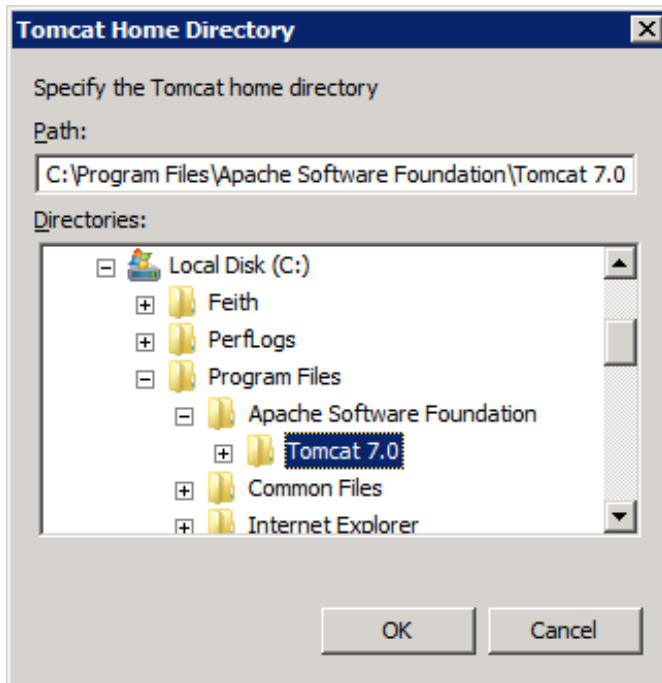 Tomcat Home Directory
Specify the Tomcat home directory
Path:
C:\Program Files\Apache Software Foundation\Tomcat 7.0
Directories:
Local Disk (C:)
Feith
PerfLogs
Program Files
Apache Software Foundation
Tomcat 7.0
Common Files
Internet Explorer
OK Cancel